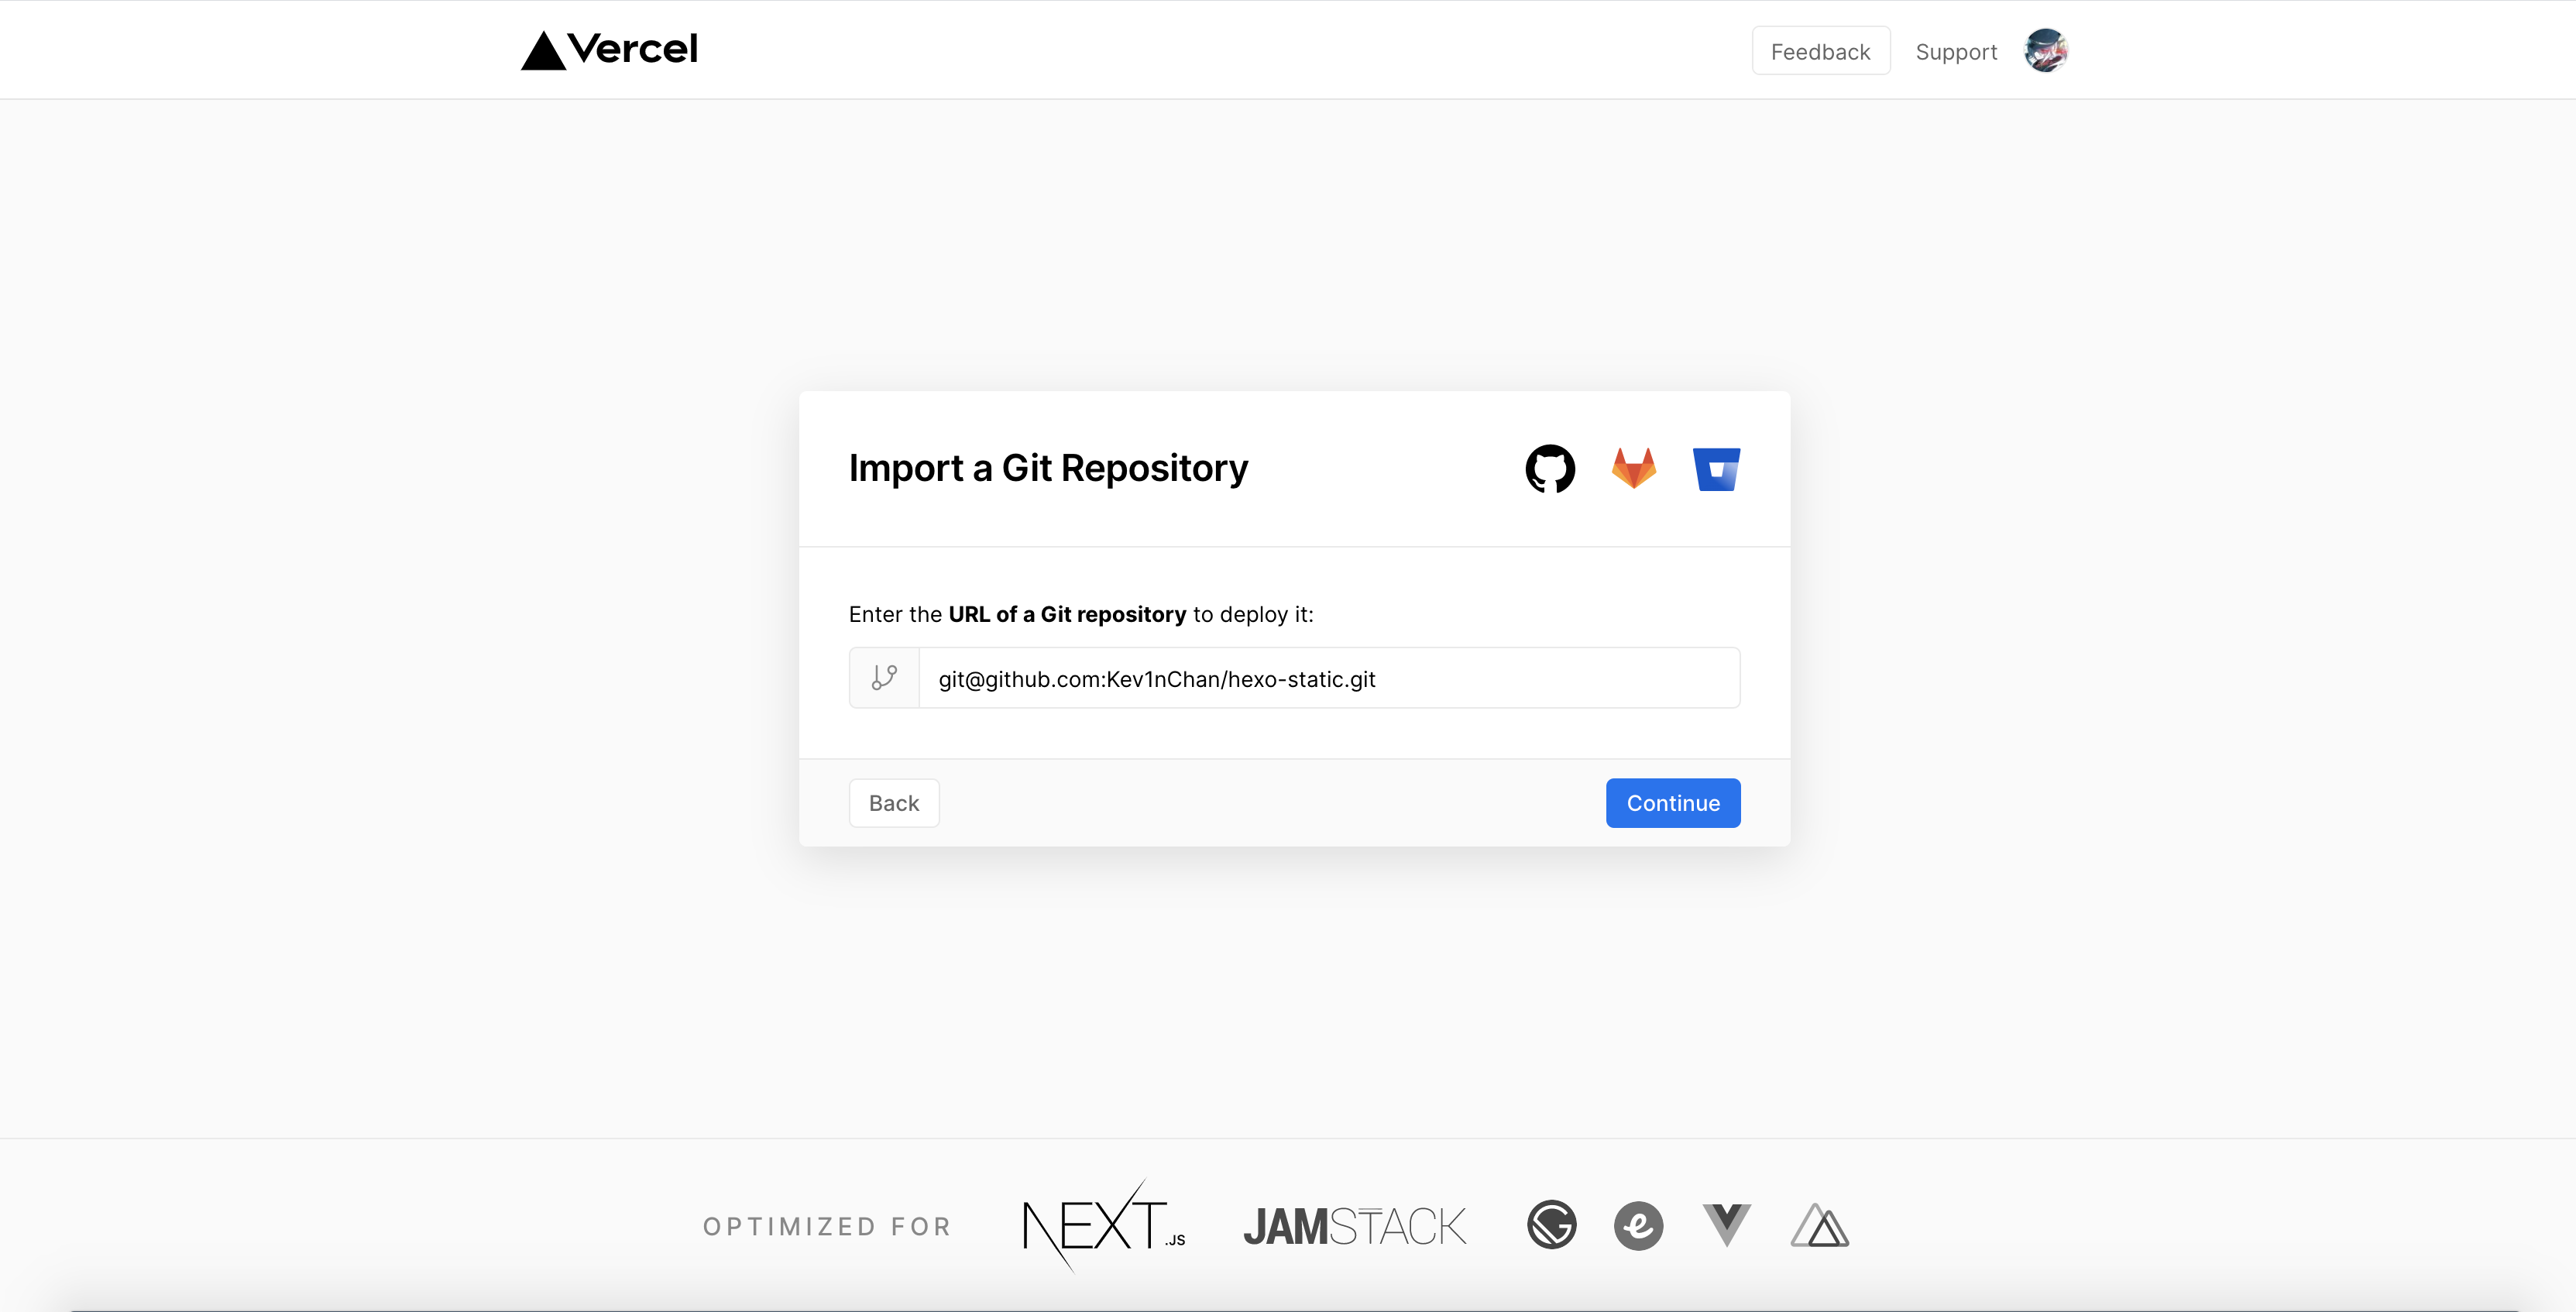 Vercel
Feedback
Support
Import a Git Repository
Enter the URL of a Git repository to deploy it:
git@github.com:Kev1nChan/hexo-static.git
Back
Continue
OPTIMIZED FOR
NEXT.JS
JAMSTACK